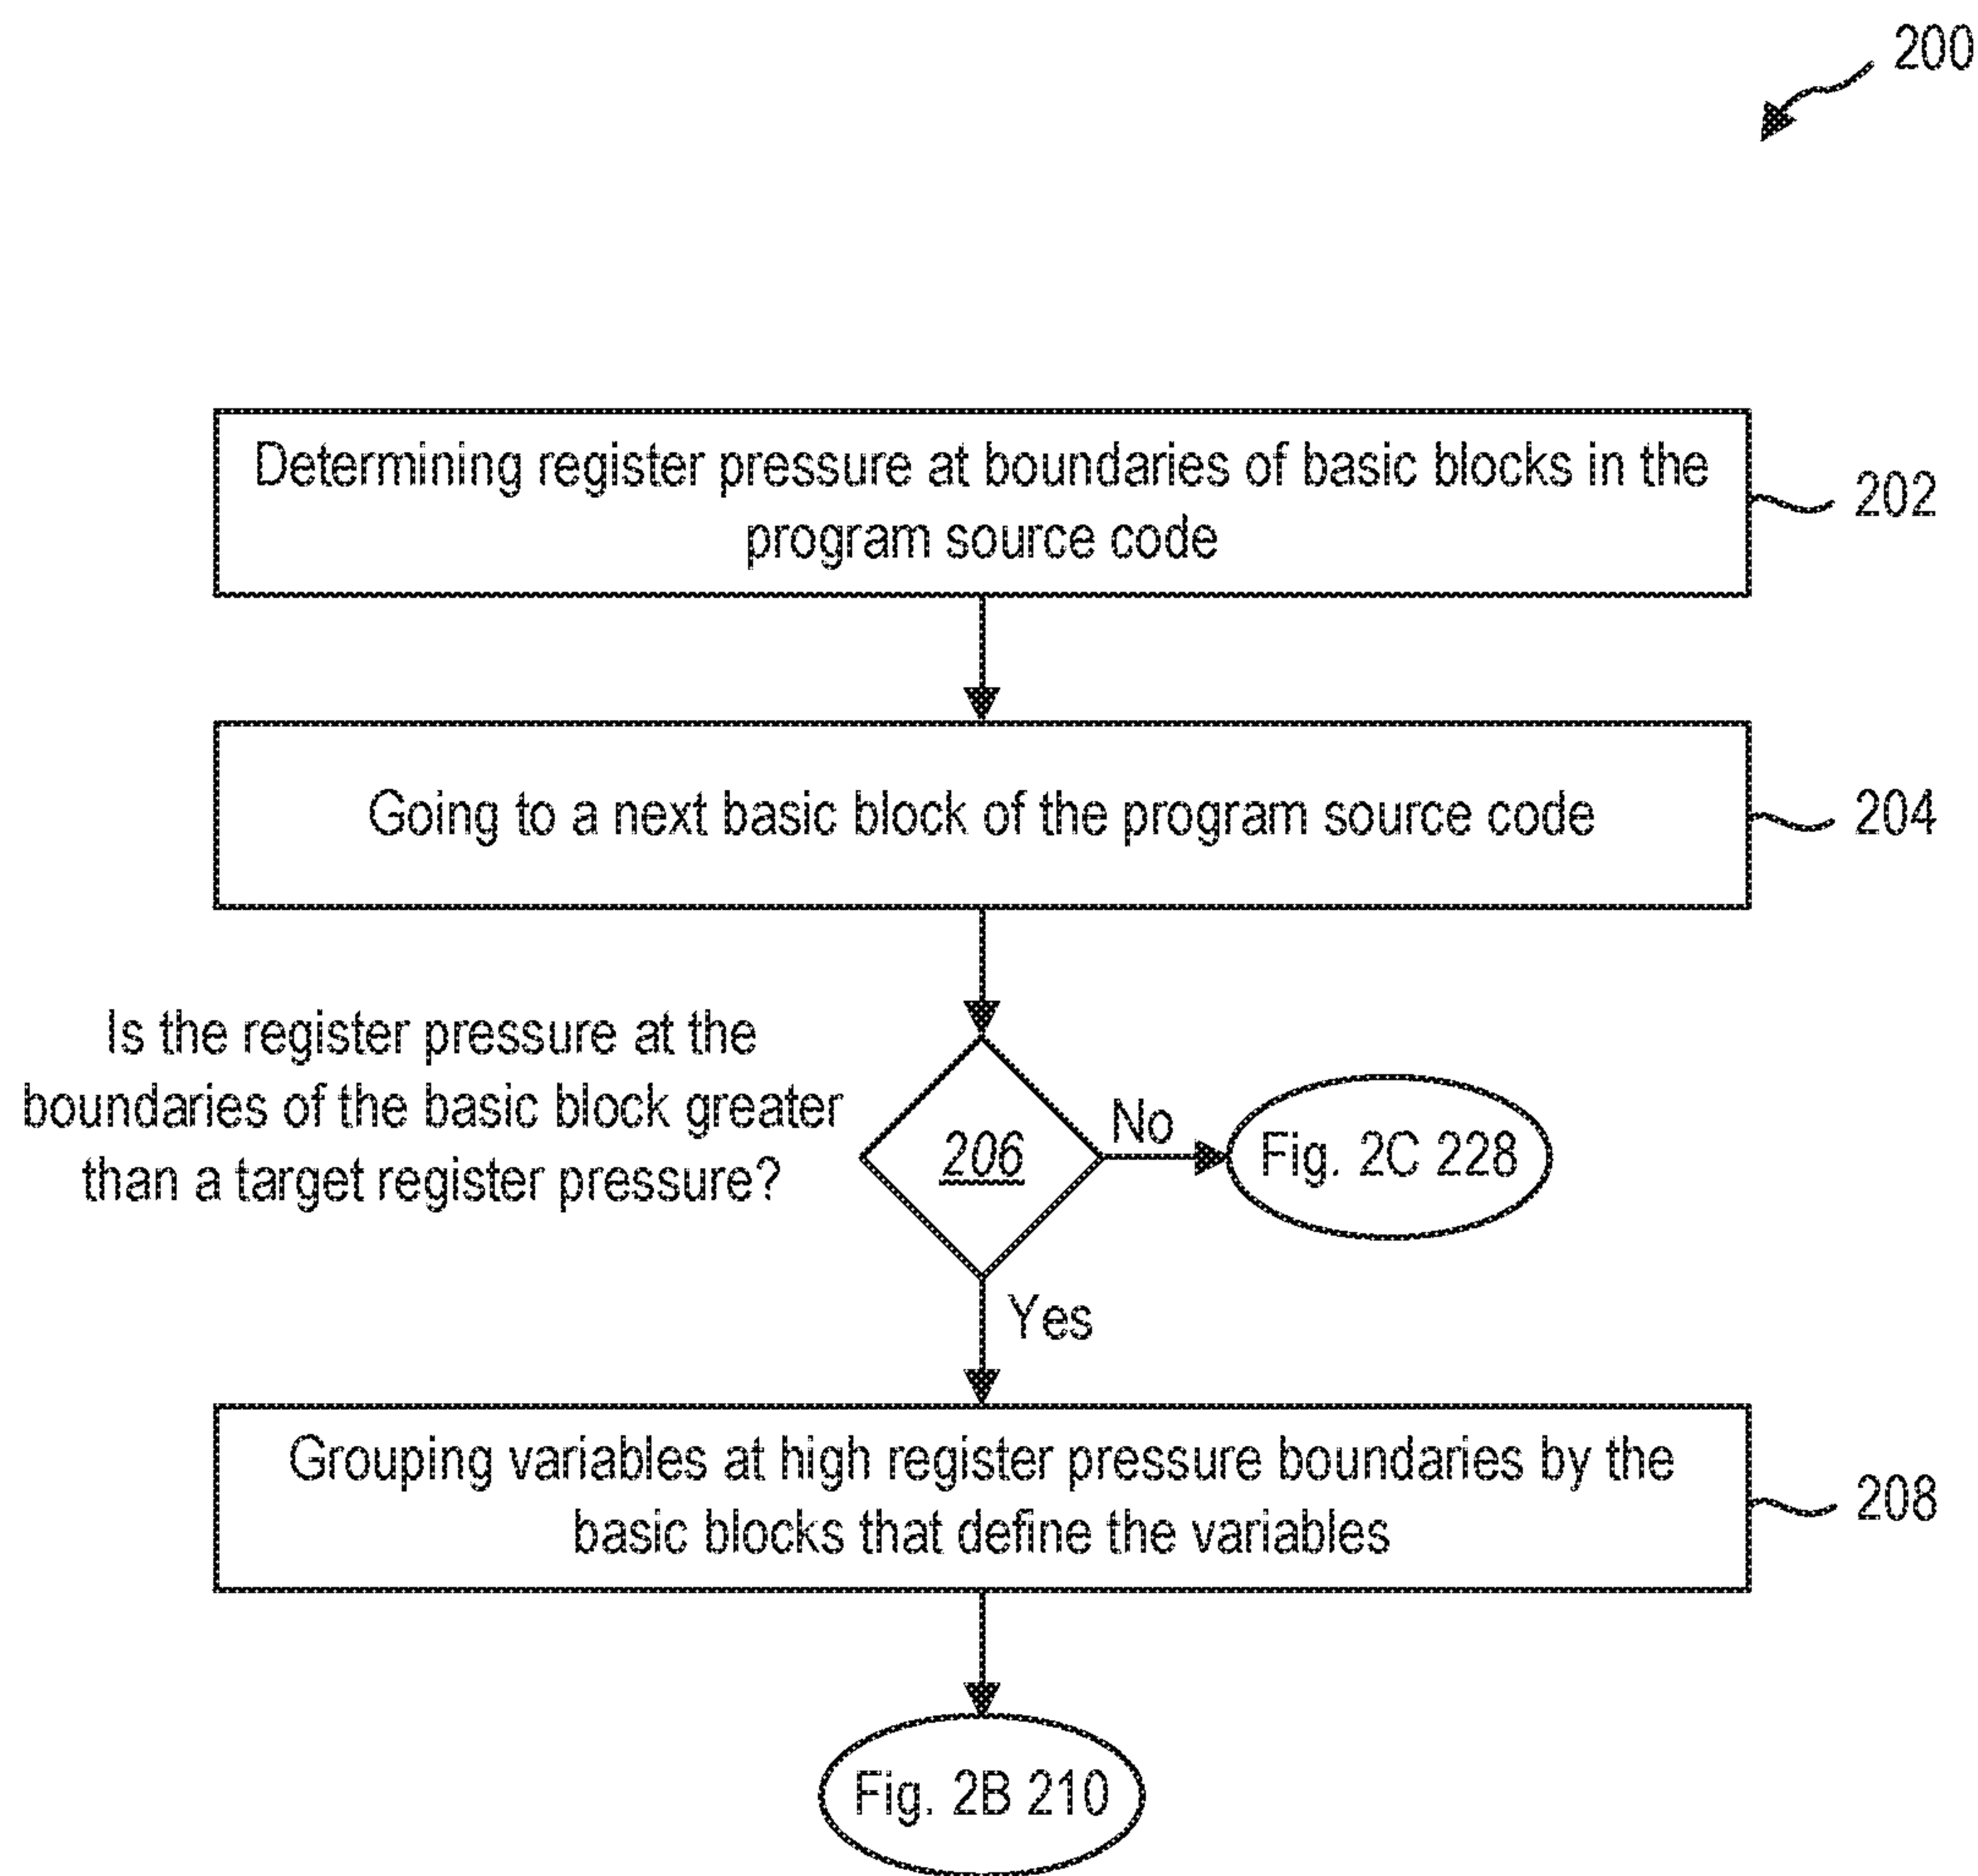 200
Determining register pressure at boundaries of basic blocks in the
program source code
202
Going to a next basic block of the program source code
204
Is the register pressure at the
boundaries of the basic block greater
than a target register pressure?
206
No
Fig. 2C 228
Yes
Grouping variables at high register pressure boundaries by the
basic blocks that define the variables
208
Fig. 2B 210